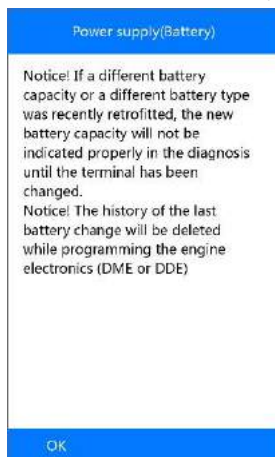 Power supply(Battery)
Notice! If a different battery
capacity or a different battery type
was recently retrofitted, the new
battery capacity will not be
indicated properly in the diagnosis
until the terminal has been
changed.
Notice! The history of the last
battery change will be deleted
while programming the engine
electronics (DME or DDE)
OK